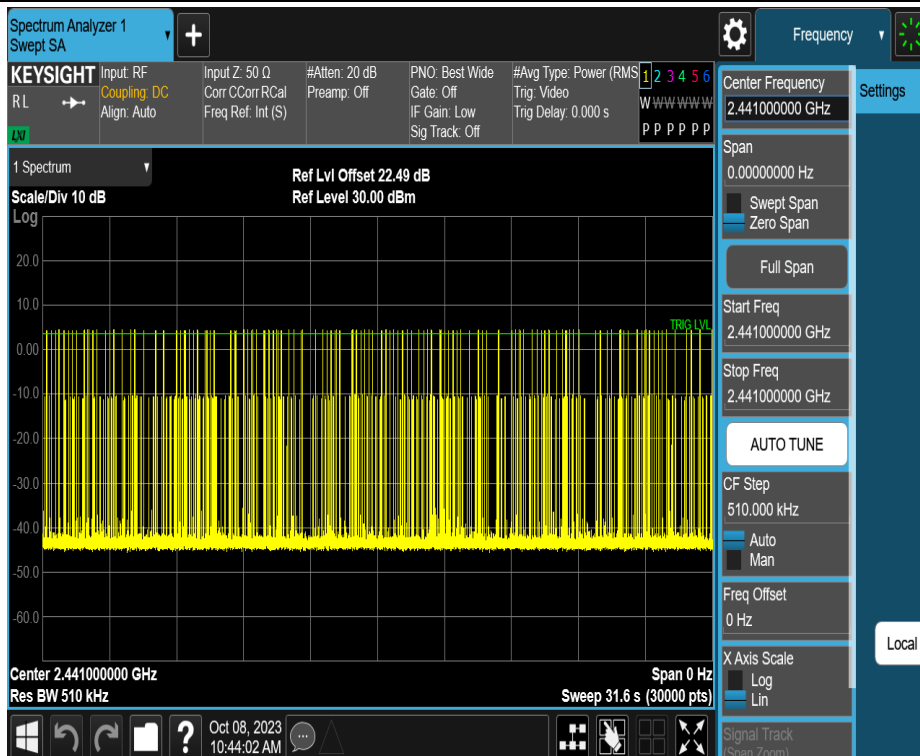 Spectrum Analyzer 1
Swept SA
+
Frequency
KEYSIGHT
RL
LXI
Input: RF
Coupling: DC
Align: Auto
Input Z: 50 Ω
Corr CCorr RCal
Freq Ref: Int (S)
#Atten: 20 dB
Preamp: Off
PNO: Best Wide
Gate: Off
IF Gain: Low
Sig Track: Off
#Avg Type: Power (RMS
Trig: Video
Trig Delay: 0.000 s
1 2 3 4 5 6
W W W W W W
P P P P P P
1 Spectrum
Scale/Div 10 dB
Log
Ref Lvl Offset 22.49 dB
Ref Level 30.00 dBm
20.0
10.0
TRIG LVL
0.00
-10.0
-20.0
-30.0
-40.0
-50.0
-60.0
Center 2.441000000 GHz
Res BW 510 kHz
Span 0 Hz
Sweep 31.6 s (30000 pts)
Center Frequency
2.441000000 GHz
Settings
Span
0.00000000 Hz
Swept Span
Zero Span
Full Span
Start Freq
2.441000000 GHz
Stop Freq
2.441000000 GHz
AUTO TUNE
CF Step
510.000 kHz
Auto
Man
Freq Offset
0 Hz
Local
X Axis Scale
Log
Lin
Signal Track
(Span Zoom)
?
Oct 08, 2023
10:44:02 AM